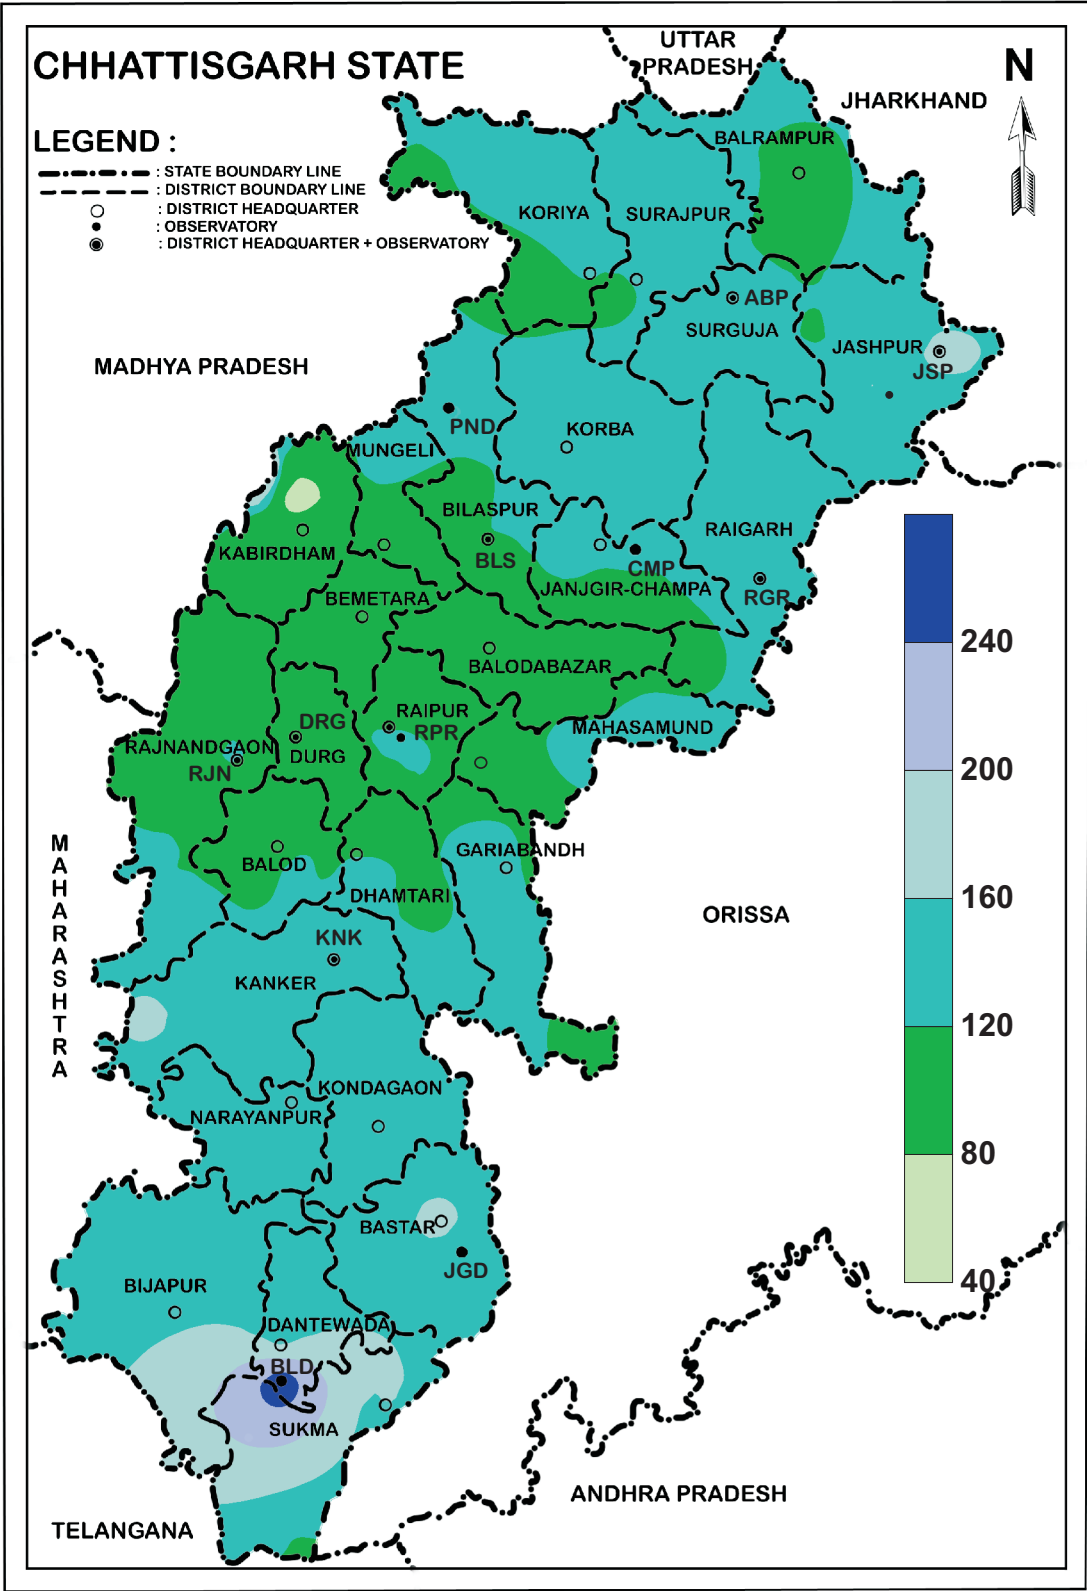 CHHATTISGARH STATE
UTTAR
PRADESH
N
JHARKHAND
LEGEND :
: STATE BOUNDARY LINE
: DISTRICT BOUNDARY LINE
: DISTRICT HEADQUARTER
: OBSERVATORY
: DISTRICT HEADQUARTER + OBSERVATORY
BALRAMPUR
KORIYA
SURAJPUR
ABP
SURGUJA
JASHPUR
JSP
MADHYA PRADESH
PND
KORBA
MUNGELI
BILASPUR
RAIGARH
KABIRDHAM
BLS
CMP
JANJGIR-CHAMPA
RGR
BEMETARA
BALODABAZAR
RAIPUR
DRG
RPR
MAHASAMUND
RAJNANDGAON
DURG
RJN
GARIABANDH
BALOD
DHAMTARI
MAHARASHTRA
ORISSA
KNK
KANKER
KONDAGAON
NARAYANPUR
BASTAR
JGD
BIJAPUR
DANTEWADA
BLD
SUKMA
ANDHRA PRADESH
TELANGANA
240
200
160
120
80
40